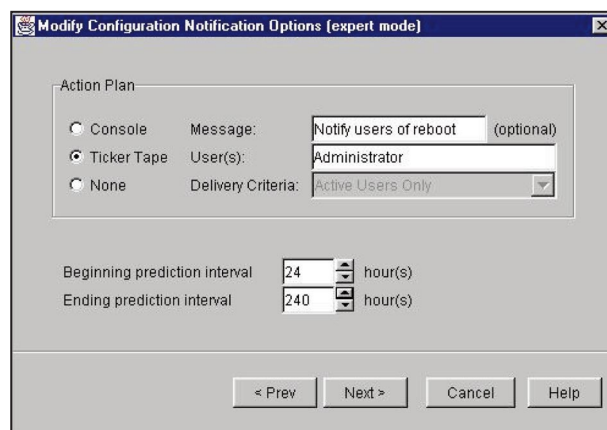 Modify Configuration Notification Options (expert mode)
Action Plan
Console Message: Notify users of reboot (optional)
Ticker Tape User(s): Administrator
None Delivery Criteria: Active Users Only
Beginning prediction interval 24 hour(s)
Ending prediction interval 240 hour(s)
< Prev Next > Cancel Help